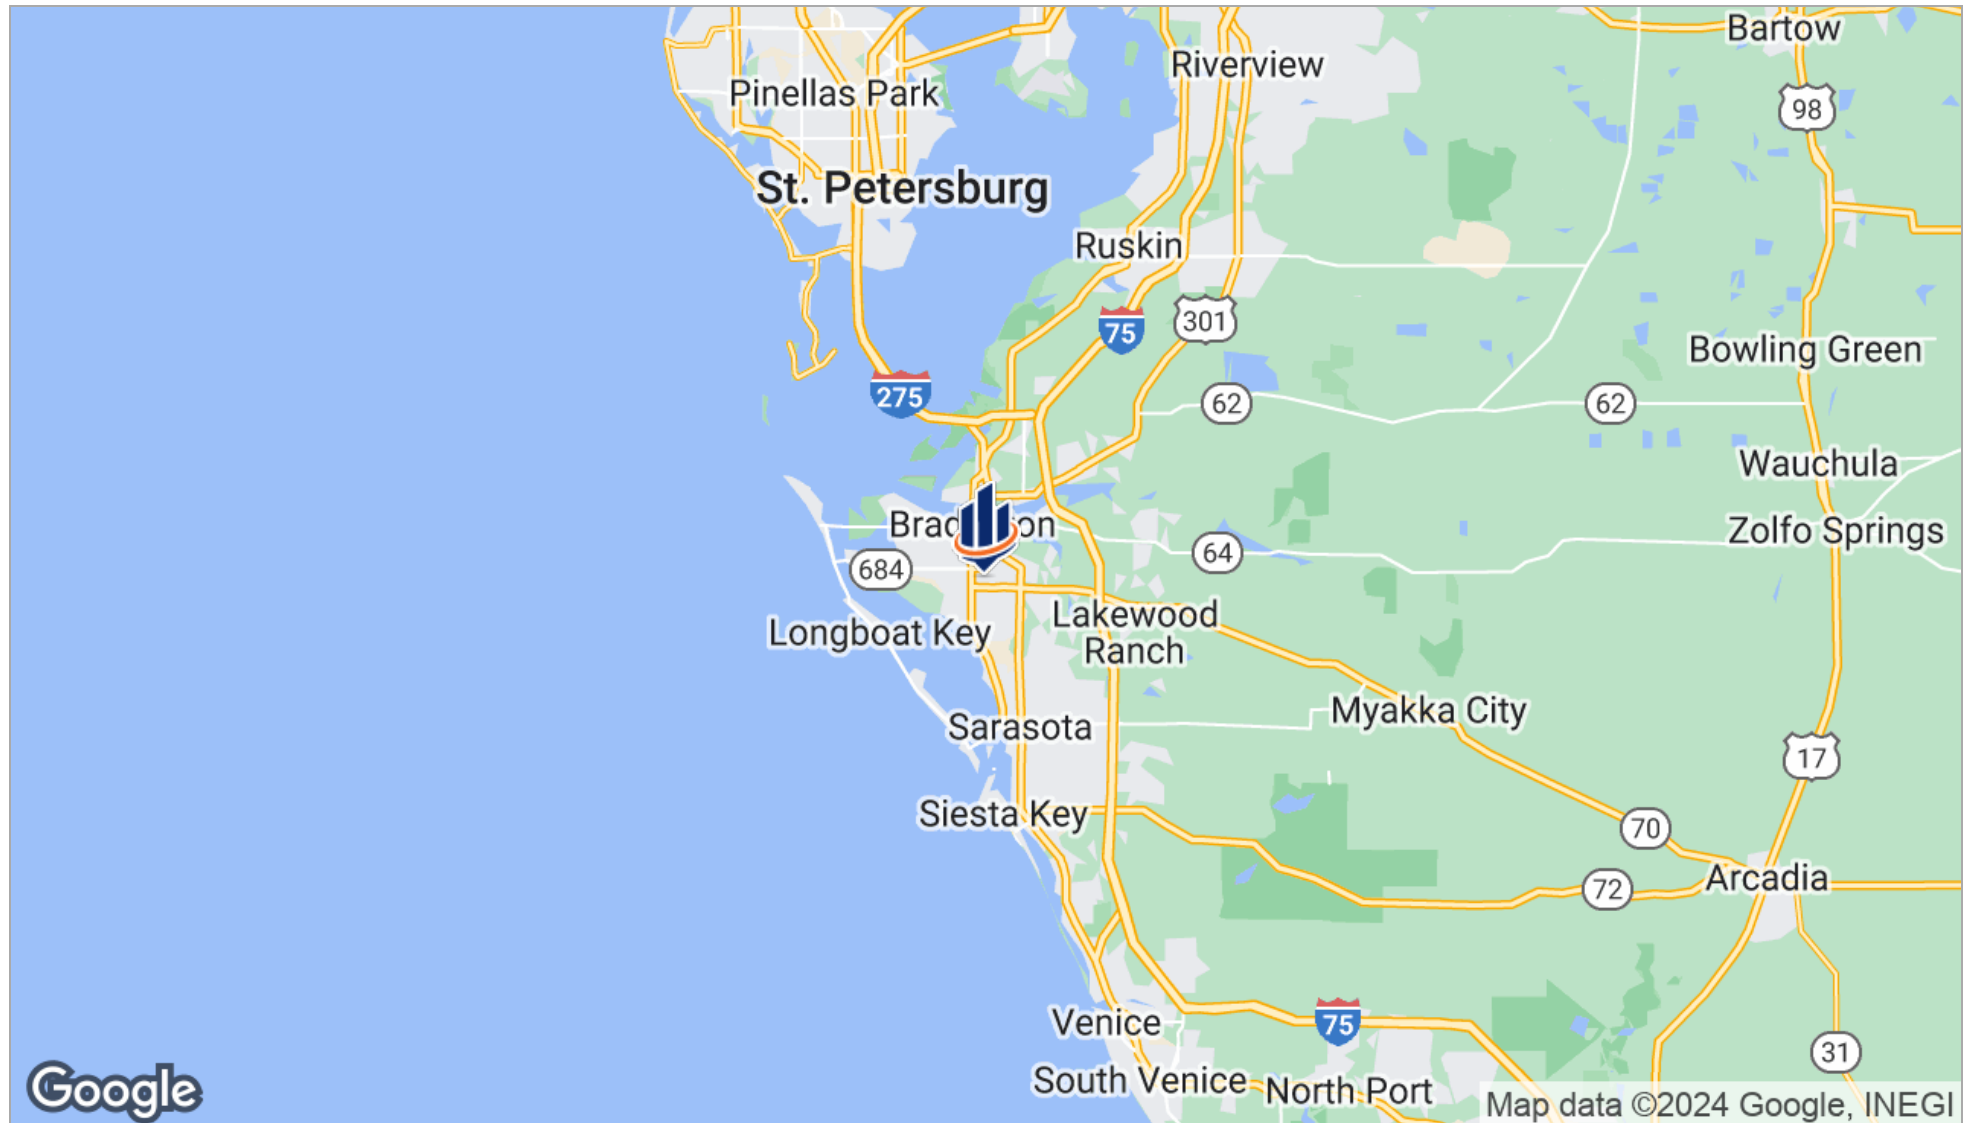 Bartow
Riverview
Pinellas Park
98
St. Petersburg
Ruskin
75
301
Bowling Green
275
62
62
Wauchula
Brad on
Zolfo Springs
64
684
Lakewood
Ranch
Longboat Key
Myakka City
Sarasota
17
Siesta Key
70
Arcadia
72
Venice
75
31
South Venice
North Port
Google
Map data ©2024 Google, INEGI